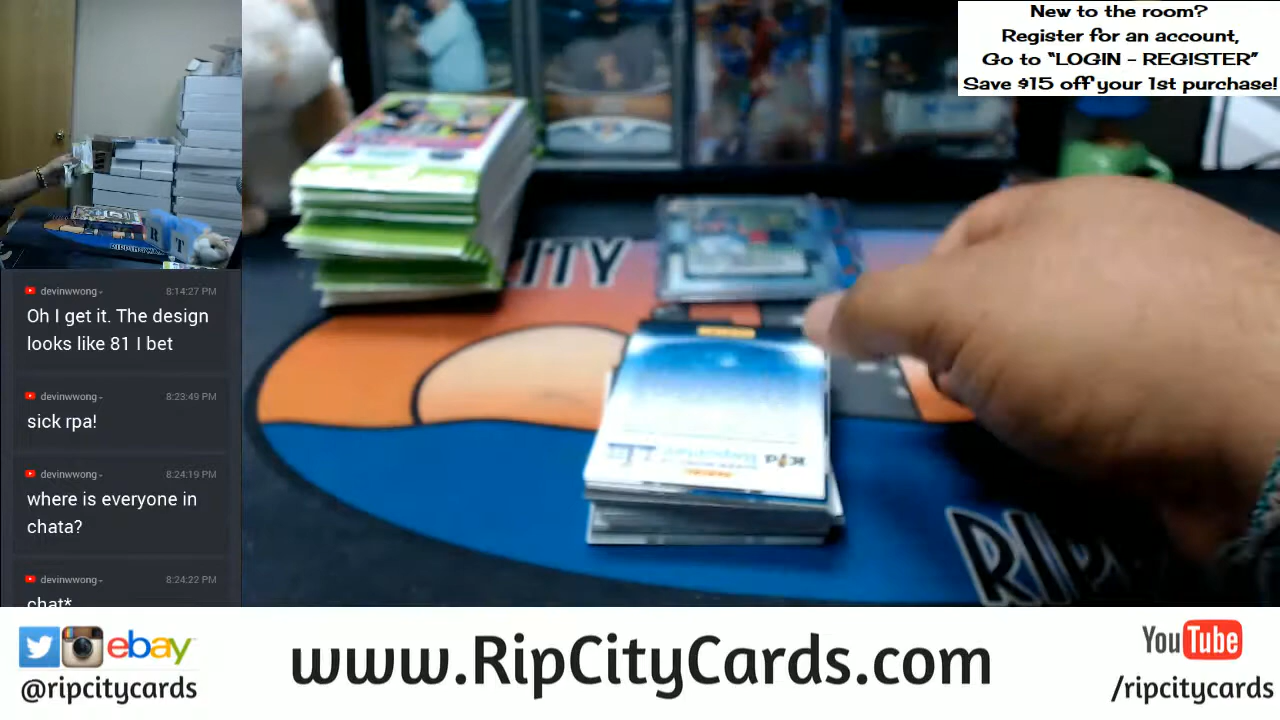 New to the room?
Register for an account,
Go to “LOGIN - REGISTER”
Save $15 off your 1st purchase!
devinwwong
8:14:27 PM
Oh I get it. The design
looks like 81 I bet
devinwwong
8:23:49 PM
sick rpa!
devinwwong
8:24:19 PM
where is everyone in
chata?
devinwwong
8:24:22 PM
chat*
CITY
RIP
ebay
@ripcitycards
www.RipCityCards.com
YouTube
/ripcitycards